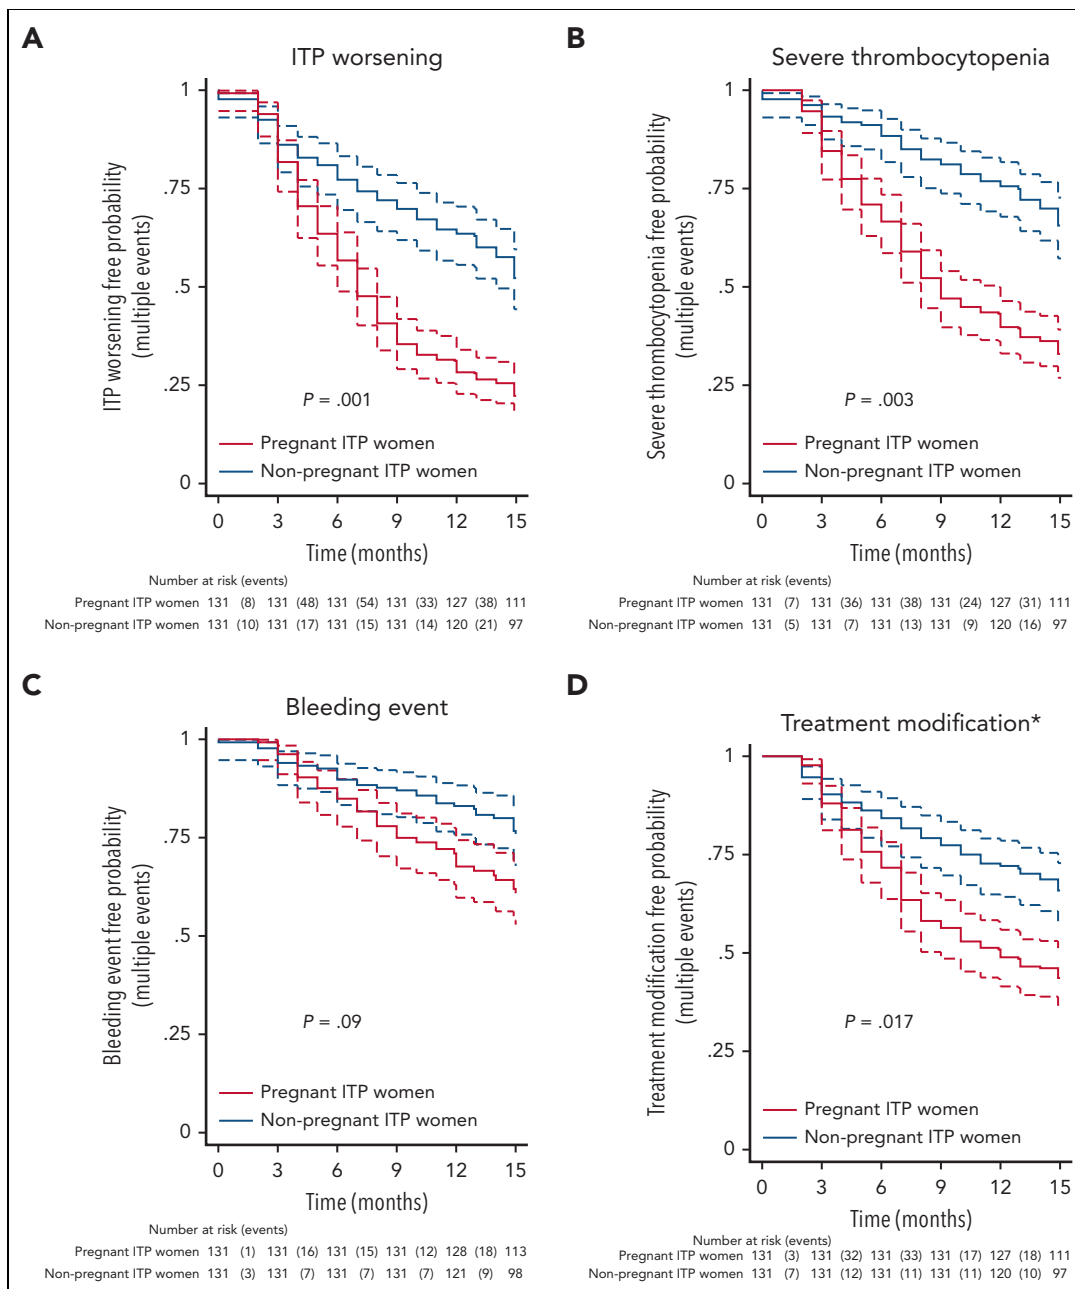 A
ITP worsening
ITP worsening free probability
(multiple events)
1
.75
.5
.25
0
P = .001
Pregnant ITP women
Non-pregnant ITP women
0 3 6 9 12 15
Time (months)
Number at risk (events)
Pregnant ITP women 131 (8) 131 (48) 131 (54) 131 (33) 127 (38) 111
Non-pregnant ITP women 131 (10) 131 (17) 131 (15) 131 (14) 120 (21) 97
B
Severe thrombocytopenia
Severe thrombocytopenia free probability
(multiple events)
1
.75
.5
.25
0
P = .003
Pregnant ITP women
Non-pregnant ITP women
0 3 6 9 12 15
Time (months)
Number at risk (events)
Pregnant ITP women 131 (7) 131 (36) 131 (38) 131 (24) 127 (31) 111
Non-pregnant ITP women 131 (5) 131 (7) 131 (13) 131 (9) 120 (16) 97
C
Bleeding event
Bleeding event free probability
(multiple events)
1
.75
.5
.25
0
P = .09
Pregnant ITP women
Non-pregnant ITP women
0 3 6 9 12 15
Time (months)
Number at risk (events)
Pregnant ITP women 131 (1) 131 (16) 131 (15) 131 (12) 128 (18) 113
Non-pregnant ITP women 131 (3) 131 (7) 131 (7) 131 (7) 121 (9) 98
D
Treatment modification*
Treatment modification free probability
(multiple events)
1
.75
.5
.25
0
P = .017
Pregnant ITP women
Non-pregnant ITP women
0 3 6 9 12 15
Time (months)
Number at risk (events)
Pregnant ITP women 131 (3) 131 (32) 131 (33) 131 (17) 127 (18) 111
Non-pregnant ITP women 131 (7) 131 (12) 131 (11) 131 (11) 120 (10) 97